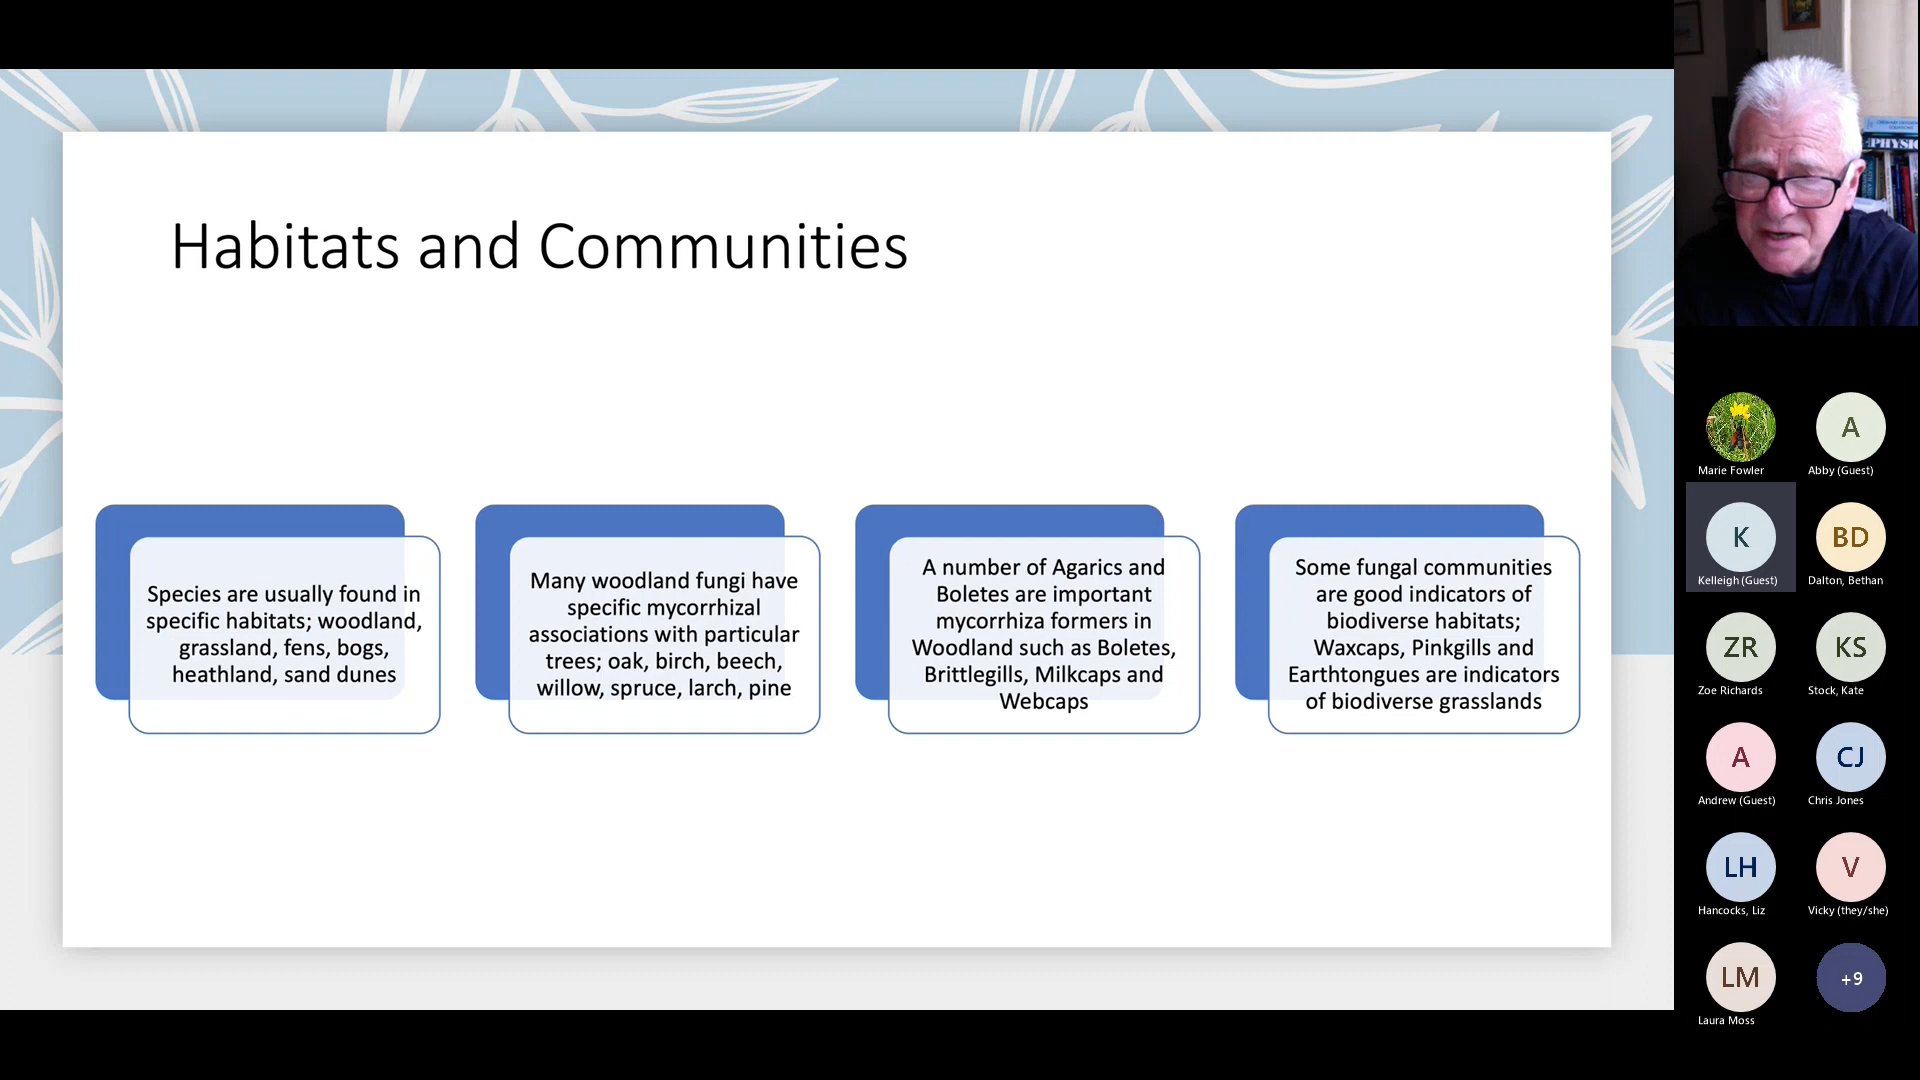 Habitats and Communities
Species are usually found in
specific habitats; woodland,
grassland, fens, bogs,
heathland, sand dunes
Many woodland fungi have
specific mycorrhizal
associations with particular
trees; oak, birch, beech,
willow, spruce, larch, pine
A number of Agarics and
Boletes are important
mycorrhiza formers in
Woodland such as Boletes,
Brittlegills, Milkcaps and
Webcaps
Some fungal communities
are good indicators of
biodiverse habitats;
Waxcaps, Pinkgills and
Earthtongues are indicators
of biodiverse grasslands
Marie Fowler
A
Abby (Guest)
K
Kelleigh (Guest)
BD
Dalton, Bethan
ZR
Zoe Richards
KS
Stock, Kate
A
Andrew (Guest)
CJ
Chris Jones
LH
Hancocks, Liz
V
Vicky (they/she)
LM
Laura Moss
+9